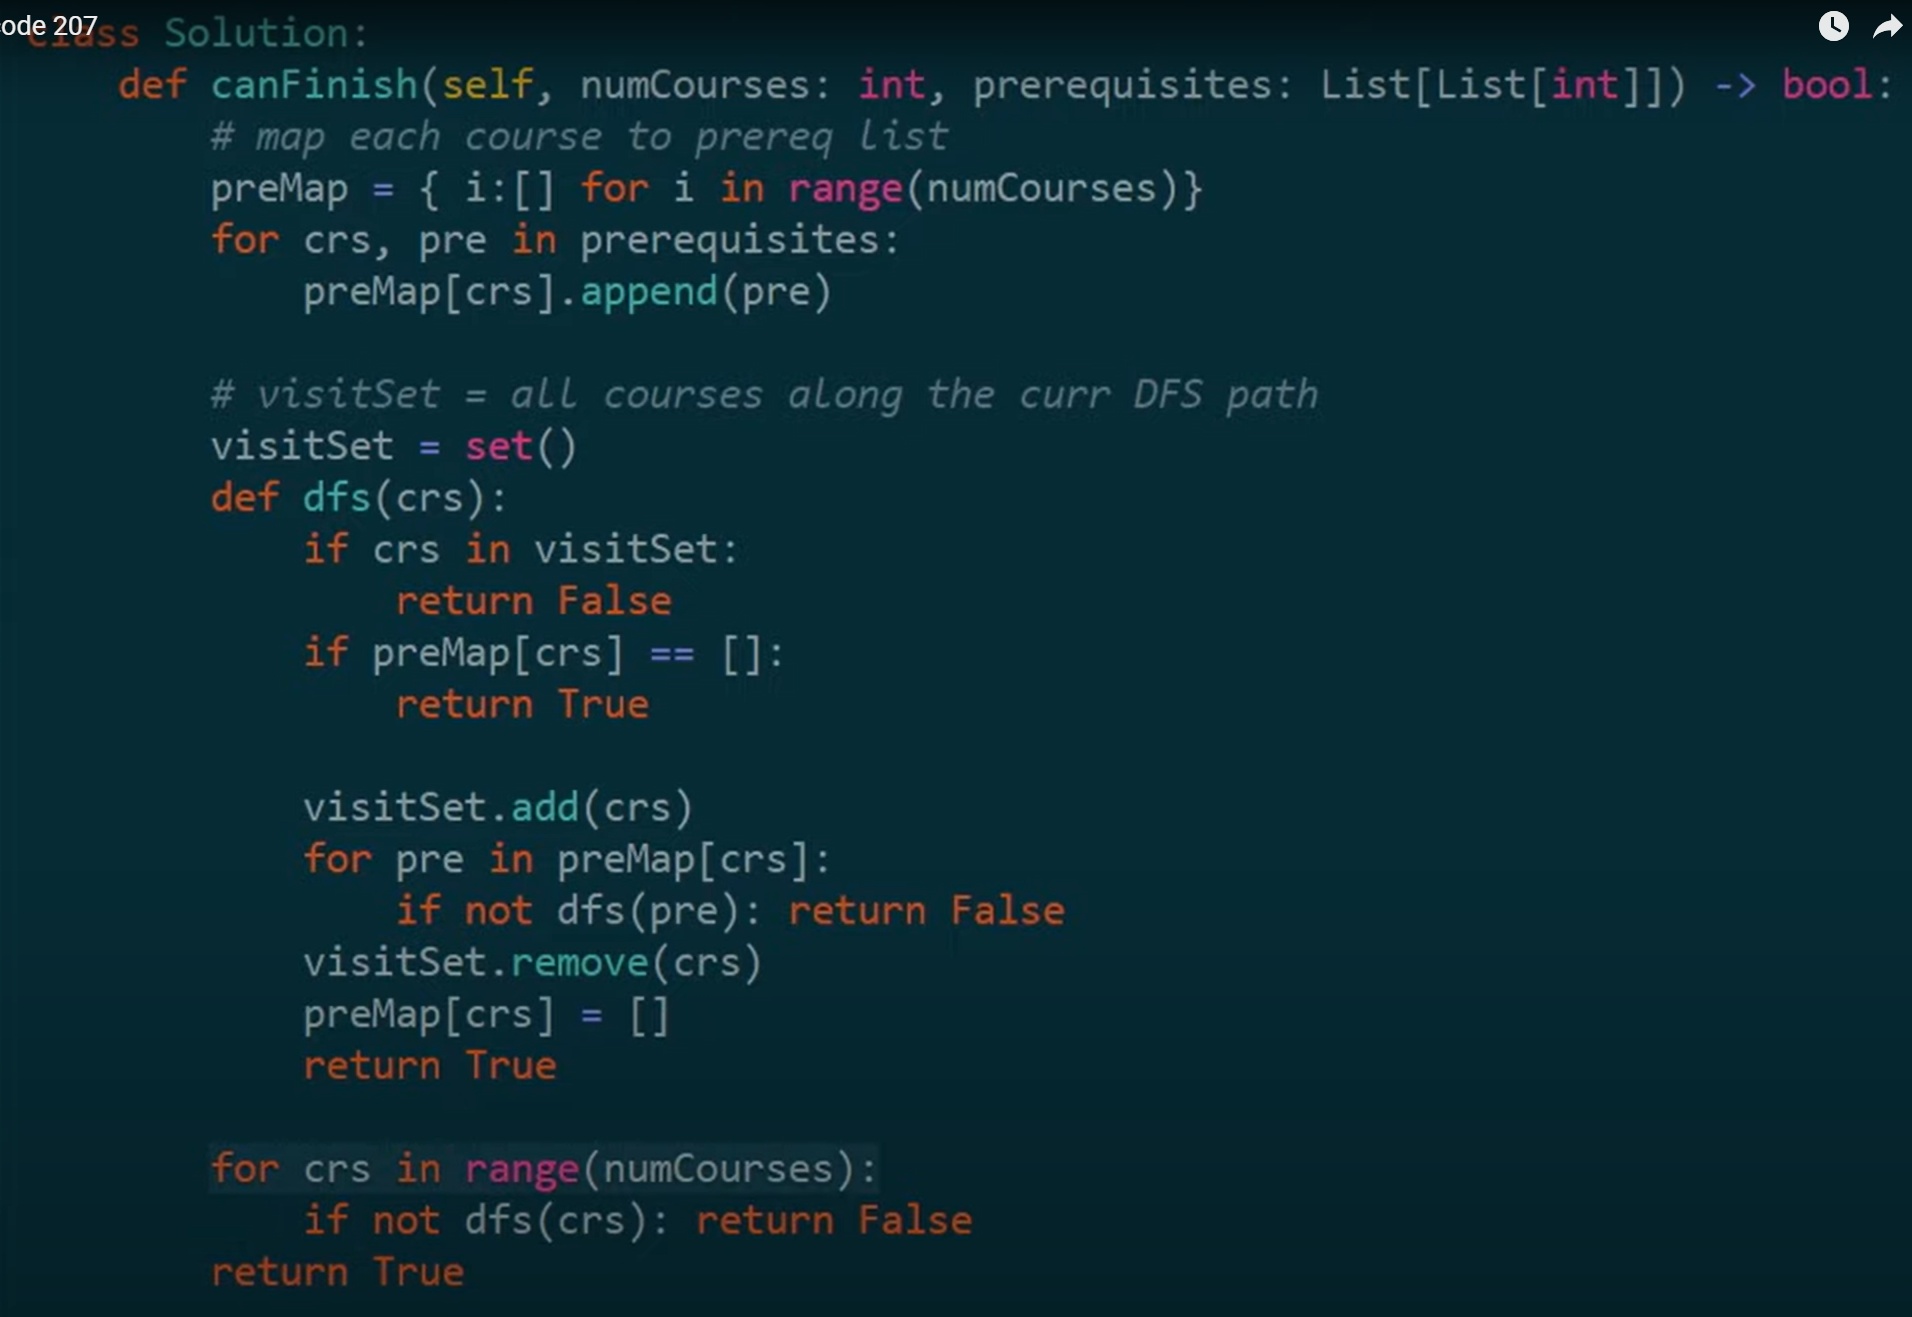 ode 207
class Solution:
    def canFinish(self, numCourses: int, prerequisites: List[List[int]]) -> bool:
        # map each course to prereq list
        preMap = { i:[] for i in range(numCourses)}
        for crs, pre in prerequisites:
            preMap[crs].append(pre)

        # visitSet = all courses along the curr DFS path
        visitSet = set()
        def dfs(crs):
            if crs in visitSet:
                return False
            if preMap[crs] == []:
                return True

            visitSet.add(crs)
            for pre in preMap[crs]:
                if not dfs(pre): return False
            visitSet.remove(crs)
            preMap[crs] = []
            return True

        for crs in range(numCourses):
            if not dfs(crs): return False
        return True